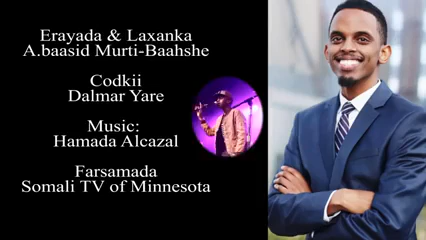 Erayada & Laxanka
A.baasid Murti-Baahshe
Codkii
Dalmar Yare
Music:
Hamada Alcazal
Farsamada
Somali TV of Minnesota